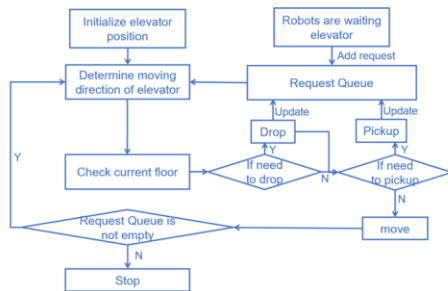 Initialize elevator
position
Robots are waiting
elevator
Add request
Determine moving
direction of elevator
Request Queue
Update
Update
Drop
Pickup
Y
Y
Y
Check current floor
If need
to drop
N
If need
to pickup
N
Request Queue is
not empty
move
N
Stop